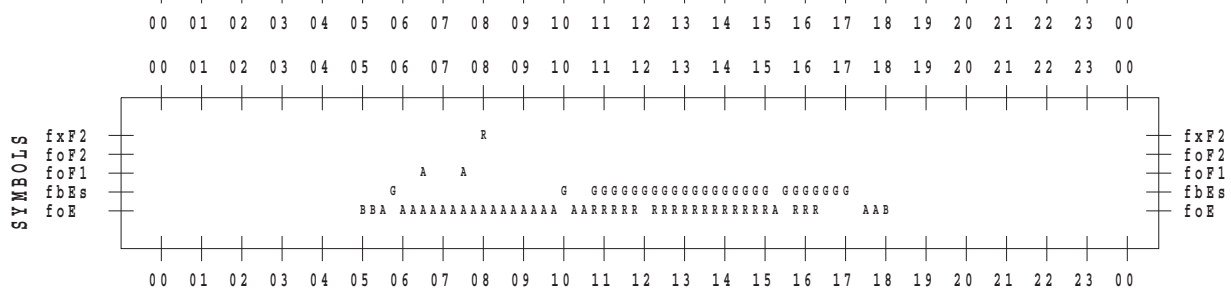 00 01 02 03 04 05 06 07 08 09 10 11 12 13 14 15 16 17 18 19 20 21 22 23 00
00 01 02 03 04 05 06 07 08 09 10 11 12 13 14 15 16 17 18 19 20 21 22 23 00
SYMBOLS
fxF2 R fxF2
foF2 foF2
foF1 A A foF1
fbEs G G GGGGGGGGGGGGGGGGGG GGGGGGG fbEs
foE BBA AAAAAAAAAAAAAAAA AARRRRR RRRRRRRRRRRRA RRR AAB foE
00 01 02 03 04 05 06 07 08 09 10 11 12 13 14 15 16 17 18 19 20 21 22 23 00